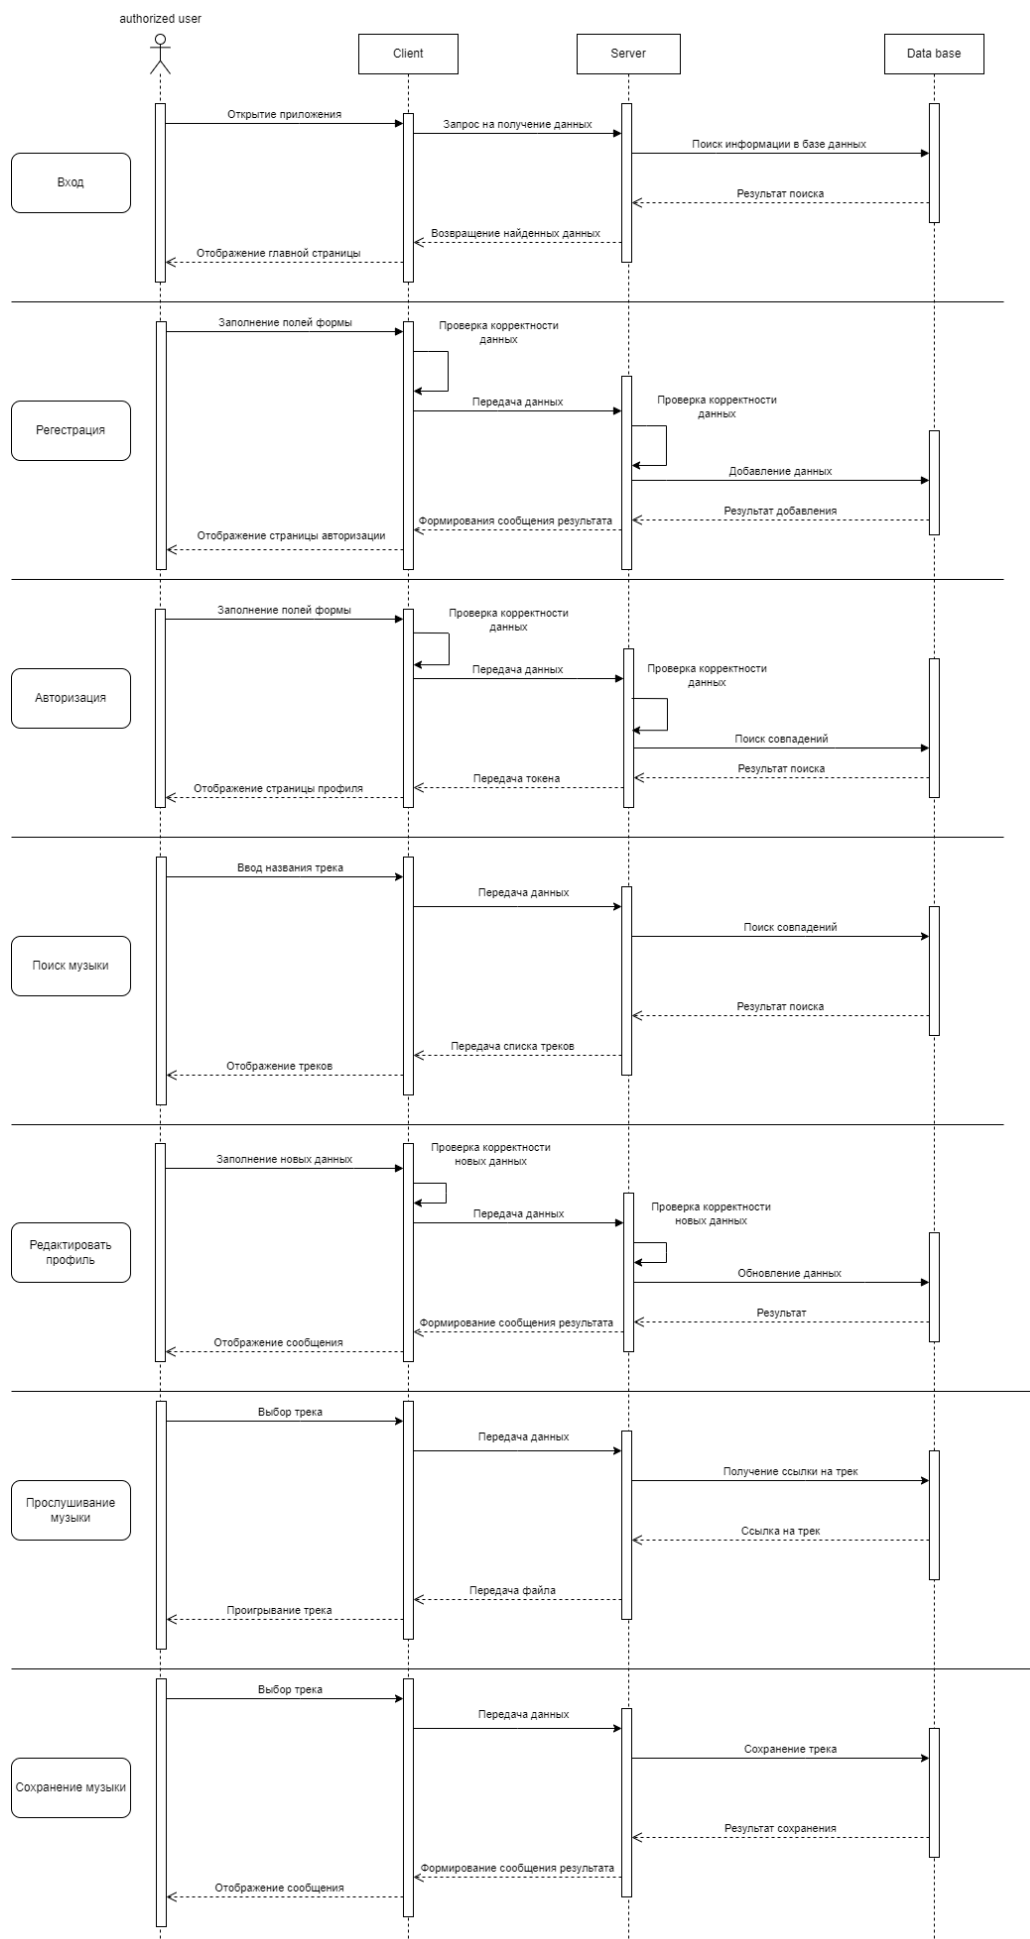 authorized user
Client
Server
Data base
Открытие приложения
Запрос на получение данных
Поиск информации в базе данных
Вход
Результат поиска
Возвращение найденных данных
Отображение главной страницы
Заполнение полей формы
Проверка корректности
данных
Передача данных
Проверка корректности
данных
Регестрация
Добавление данных
Результат добавления
Формирования сообщения результата
Отображение страницы авторизации
Заполнение полей формы
Проверка корректности
данных
Передача данных
Проверка корректности
данных
Авторизация
Поиск совпадений
Результат поиска
Передача токена
Отображение страницы профиля
Ввод названия трека
Передача данных
Поиск совпадений
Поиск музыки
Результат поиска
Передача списка треков
Отображение треков
Проверка корректности
новых данных
Заполнение новых данных
Передача данных
Проверка корректности
новых данных
Редактировать
профиль
Обновление данных
Результат
Формирование сообщения результата
Отображение сообщения
Выбор трека
Передача данных
Получение ссылки на трек
Прослушивание
музыки
Ссылка на трек
Передача файла
Проигрывание трека
Выбор трека
Передача данных
Сохранение трека
Сохранение музыки
Результат сохранения
Формирование сообщения результата
Отображение сообщения